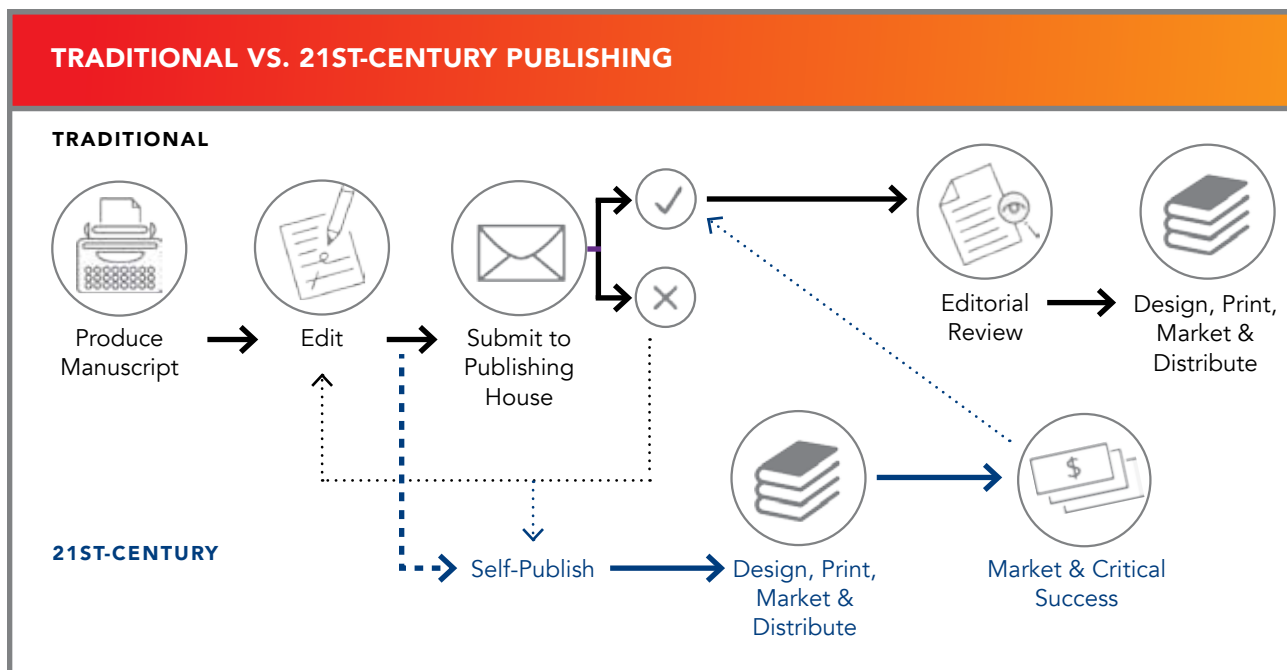 TRADITIONAL VS. 21ST-CENTURY PUBLISHING
TRADITIONAL
Produce
Manuscript
Edit
Submit to
Publishing
House
Editorial
Review
Design, Print,
Market &
Distribute
$
21ST-CENTURY
Self-Publish
Design, Print,
Market &
Distribute
Market & Critical
Success